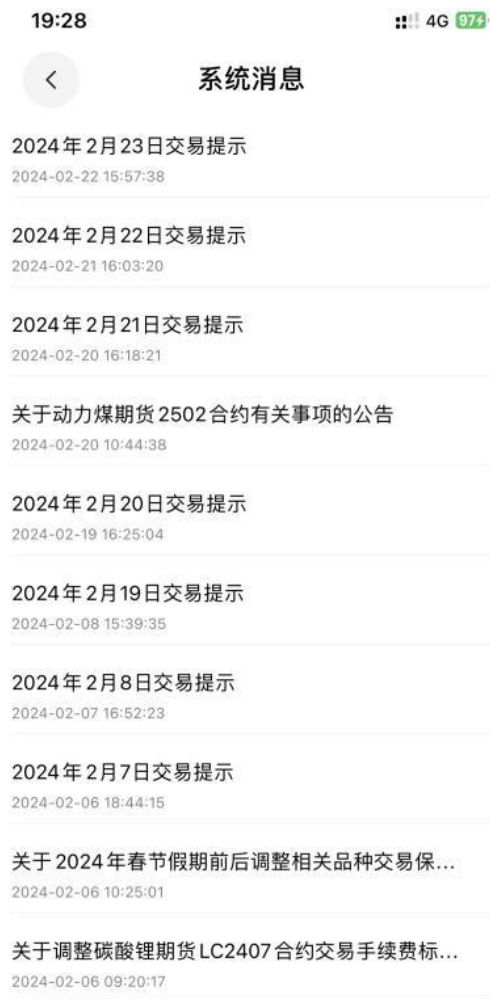 19:28
4G 97
系统消息
2024年2月23日交易提示
2024-02-22 15:57:38
2024年2月22日交易提示
2024-02-21 16:03:20
2024年2月21日交易提示
2024-02-20 16:18:21
关于动力煤期货2502合约有关事项的公告
2024-02-20 10:44:38
2024年2月20日交易提示
2024-02-19 16:25:04
2024年2月19日交易提示
2024-02-08 15:39:35
2024年2月8日交易提示
2024-02-07 16:52:23
2024年2月7日交易提示
2024-02-06 18:44:15
关于2024年春节假期前后调整相关品种交易保...
2024-02-06 10:25:01
关于调整碳酸锂期货LC2407合约交易手续费标...
2024-02-06 09:20:17